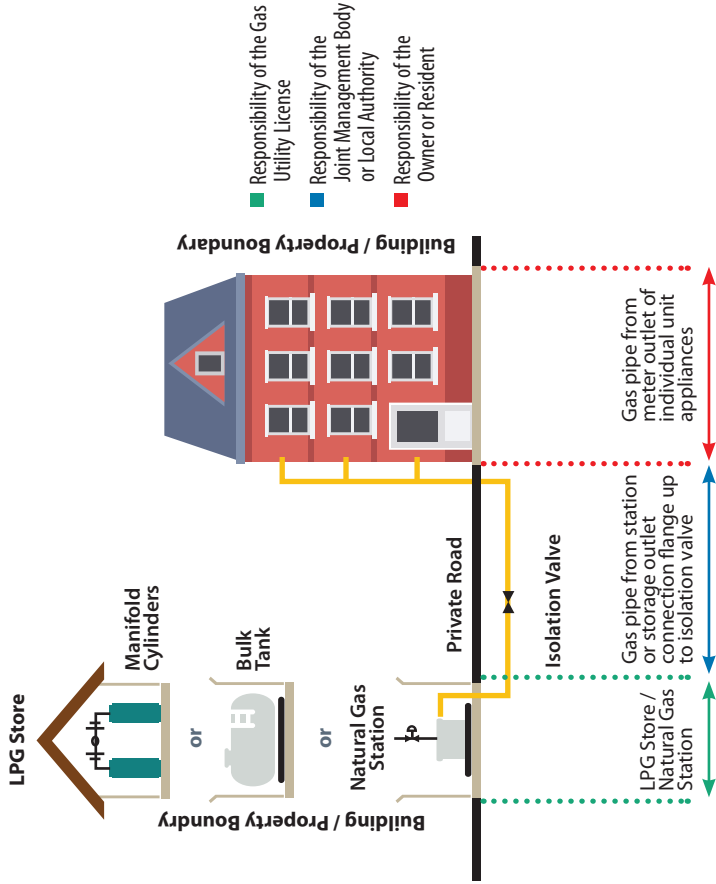 LPG Store
Manifold
Cylinders
or
Bulk
Tank
or
Natural Gas
Station
Building / Property Boundry
Private Road
Isolation Valve
Building / Property Boundary
LPG Store /
Natural Gas
Station
Gas pipe from station
or storage outlet
connection flange up
to isolation valve
Gas pipe from
meter outlet of
individual unit
appliances
Responsibility of the Gas
Utility License
Responsibility of the
Joint Management Body
or Local Authority
Responsibility of the
Owner or Resident